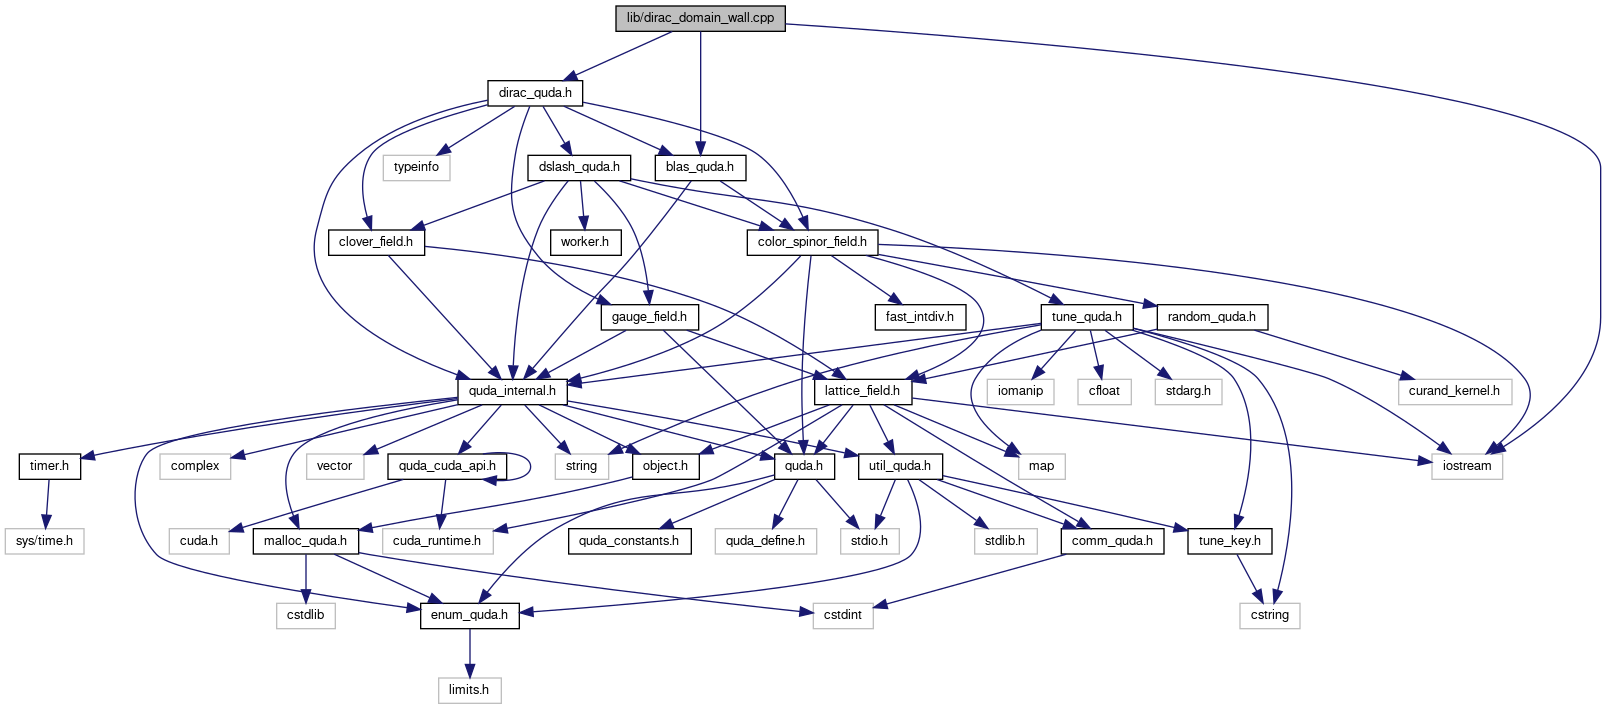 lib/dirac_domain_wall.cpp
dirac_quda.h
typeinfo
dslash_quda.h
blas_quda.h
clover_field.h
worker.h
color_spinor_field.h
gauge_field.h
fast_intdiv.h
tune_quda.h
random_quda.h
quda_internal.h
lattice_field.h
iomanip
cfloat
stdarg.h
curand_kernel.h
timer.h
complex
vector
quda_cuda_api.h
string
object.h
quda.h
util_quda.h
map
iostream
sys/time.h
cuda.h
malloc_quda.h
cuda_runtime.h
quda_constants.h
quda_define.h
stdio.h
stdlib.h
comm_quda.h
tune_key.h
cstdlib
enum_quda.h
cstdint
cstring
limits.h